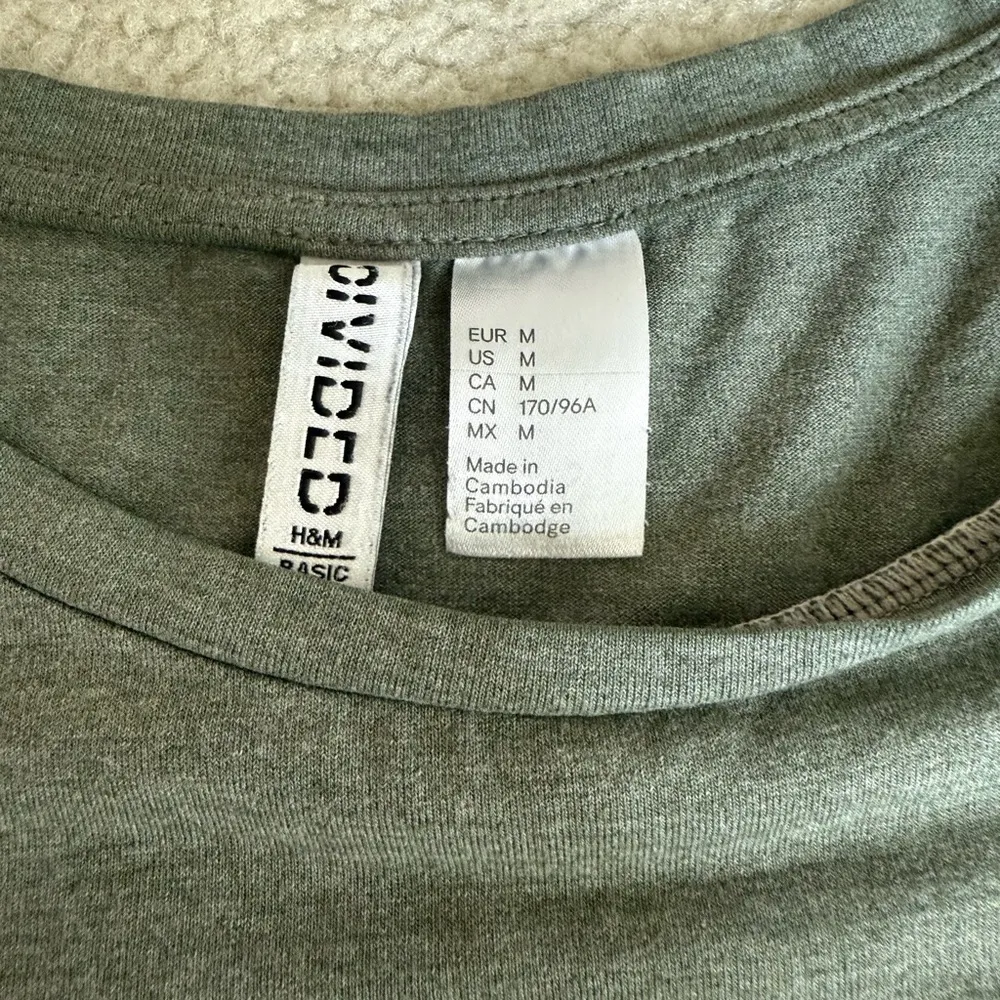 DIVIDED
H&M
BASIC
EUR M
US M
CA M
CN 170/96A
MX M
Made in
Cambodia
Fabriqué en
Cambodge